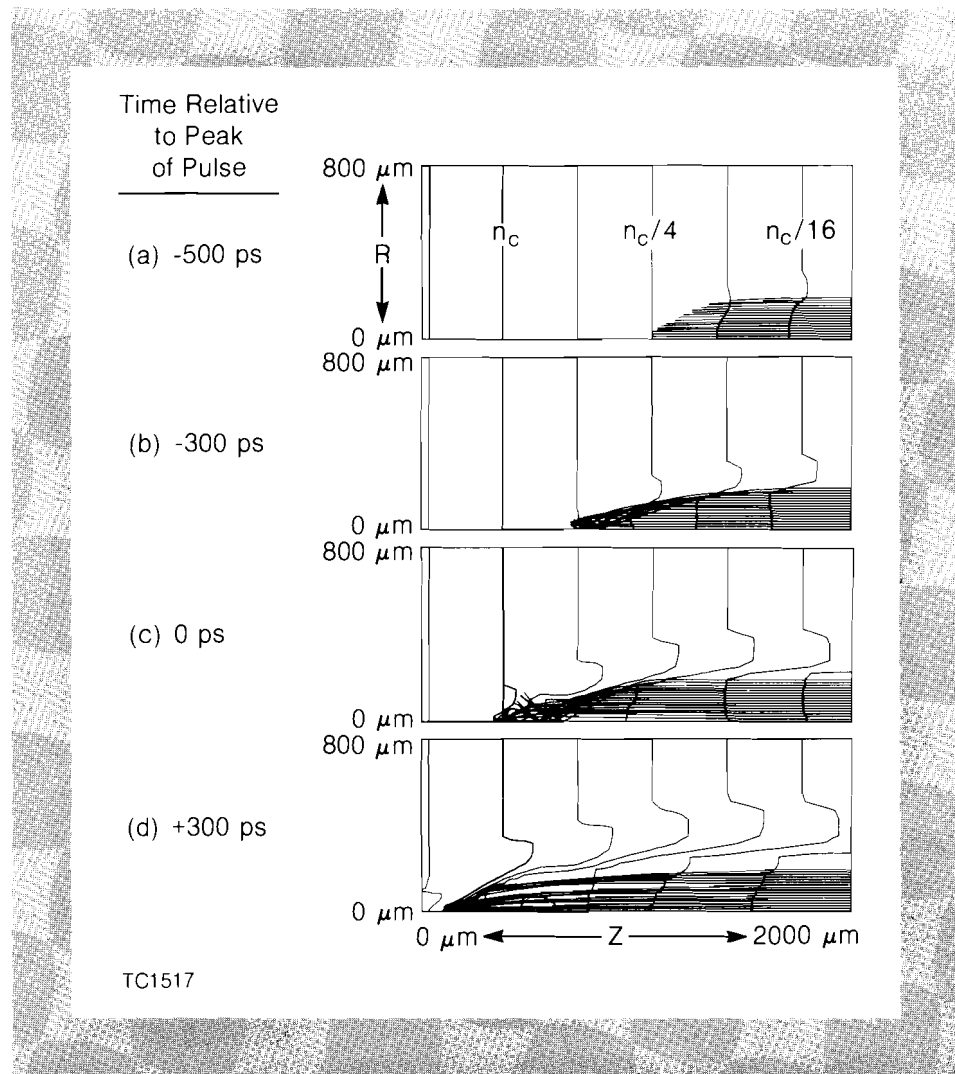 Time Relative
to Peak
of Pulse
800 μm
R
0 μm
(a) -500 ps
n_c
n_c/4
n_c/16
800 μm
(b) -300 ps
0 μm
800 μm
(c) 0 ps
0 μm
800 μm
(d) +300 ps
0 μm
0 μm Z 2000 μm
TC1517